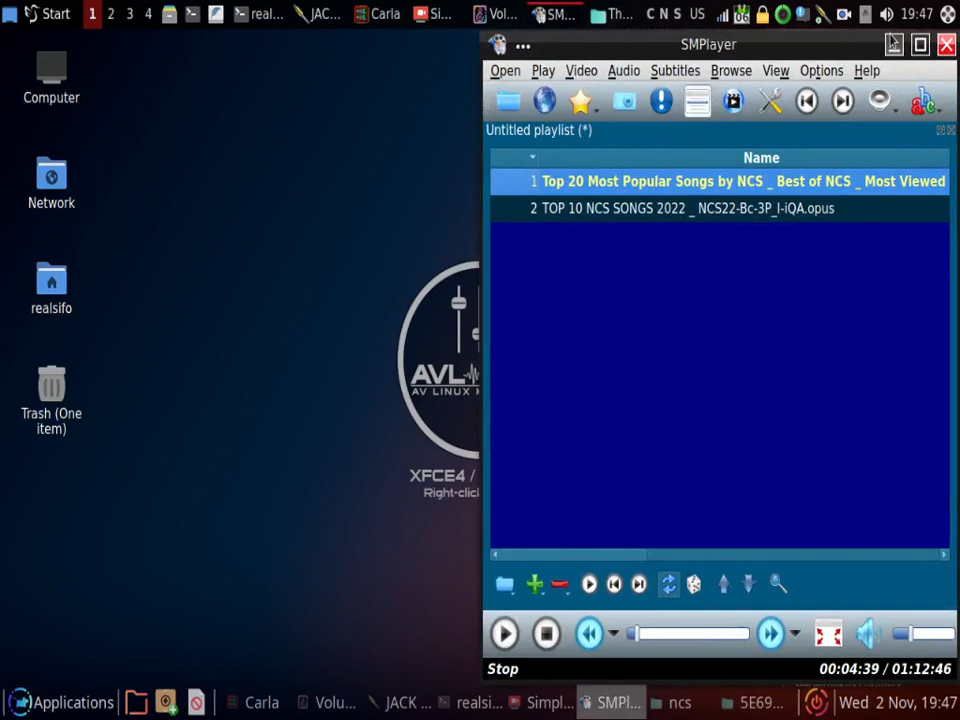 Start 1 2 3 4 real... JAC... Carla Si... Vol... SM... Th... C N S US 06 19:47
SMPlayer
Open Play Video Audio Subtitles Browse View Options Help
abc
Untitled playlist (*)
Name
1 Top 20 Most Popular Songs by NCS _ Best of NCS _ Most Viewed
2 TOP 10 NCS SONGS 2022 _ NCS22-Bc-3P_I-iQA.opus
Computer
Network
realsifo
Trash (One
item)
AVL
AV LINUX M
XFCE4 /
Right-click
Stop 00:04:39 / 01:12:46
Applications Carla Volu... JACK ... realsi... Simpl... SMPl... ncs 5E69... Wed 2 Nov, 19:47